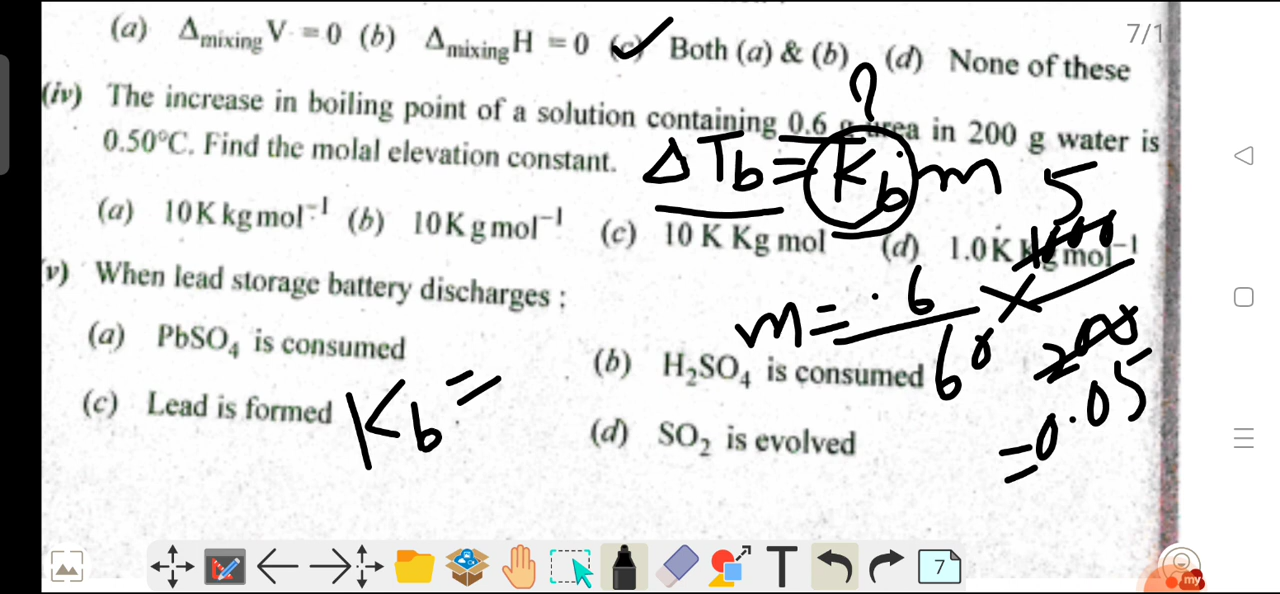 (a) Δmixing V = 0 (b) Δmixing H = 0 (c) Both (a) & (b) (d) None of these
7/1
(iv) The increase in boiling point of a solution containing 0.6 g urea in 200 g water is
0.50°C. Find the molal elevation constant.
?
ΔTb = Kb m
(a) 10 K kg mol⁻¹ (b) 10 K g mol⁻¹ (c) 10 K Kg mol (d) 1.0 K Kg mol⁻¹
5
1000
m = .6 × 
60 200
= 0.05
v) When lead storage battery discharges :
(a) PbSO₄ is consumed (b) H₂SO₄ is consumed
(c) Lead is formed (d) SO₂ is evolved
Kb =
T
7
my